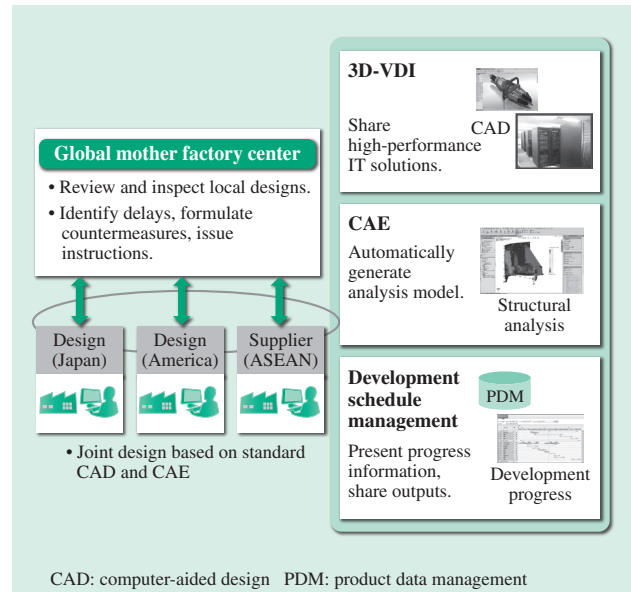 Global mother factory center
• Review and inspect local designs.
• Identify delays, formulate
countermeasures, issue
instructions.
Design
(Japan)
Design
(America)
Supplier
(ASEAN)
• Joint design based on standard
CAD and CAE
3D-VDI
Share
high-performance
IT solutions.
CAD
CAE
Automatically
generate
analysis model.
Structural
analysis
Development
schedule
management
Present progress
information,
share outputs.
PDM
Development
progress
CAD: computer-aided design PDM: product data management